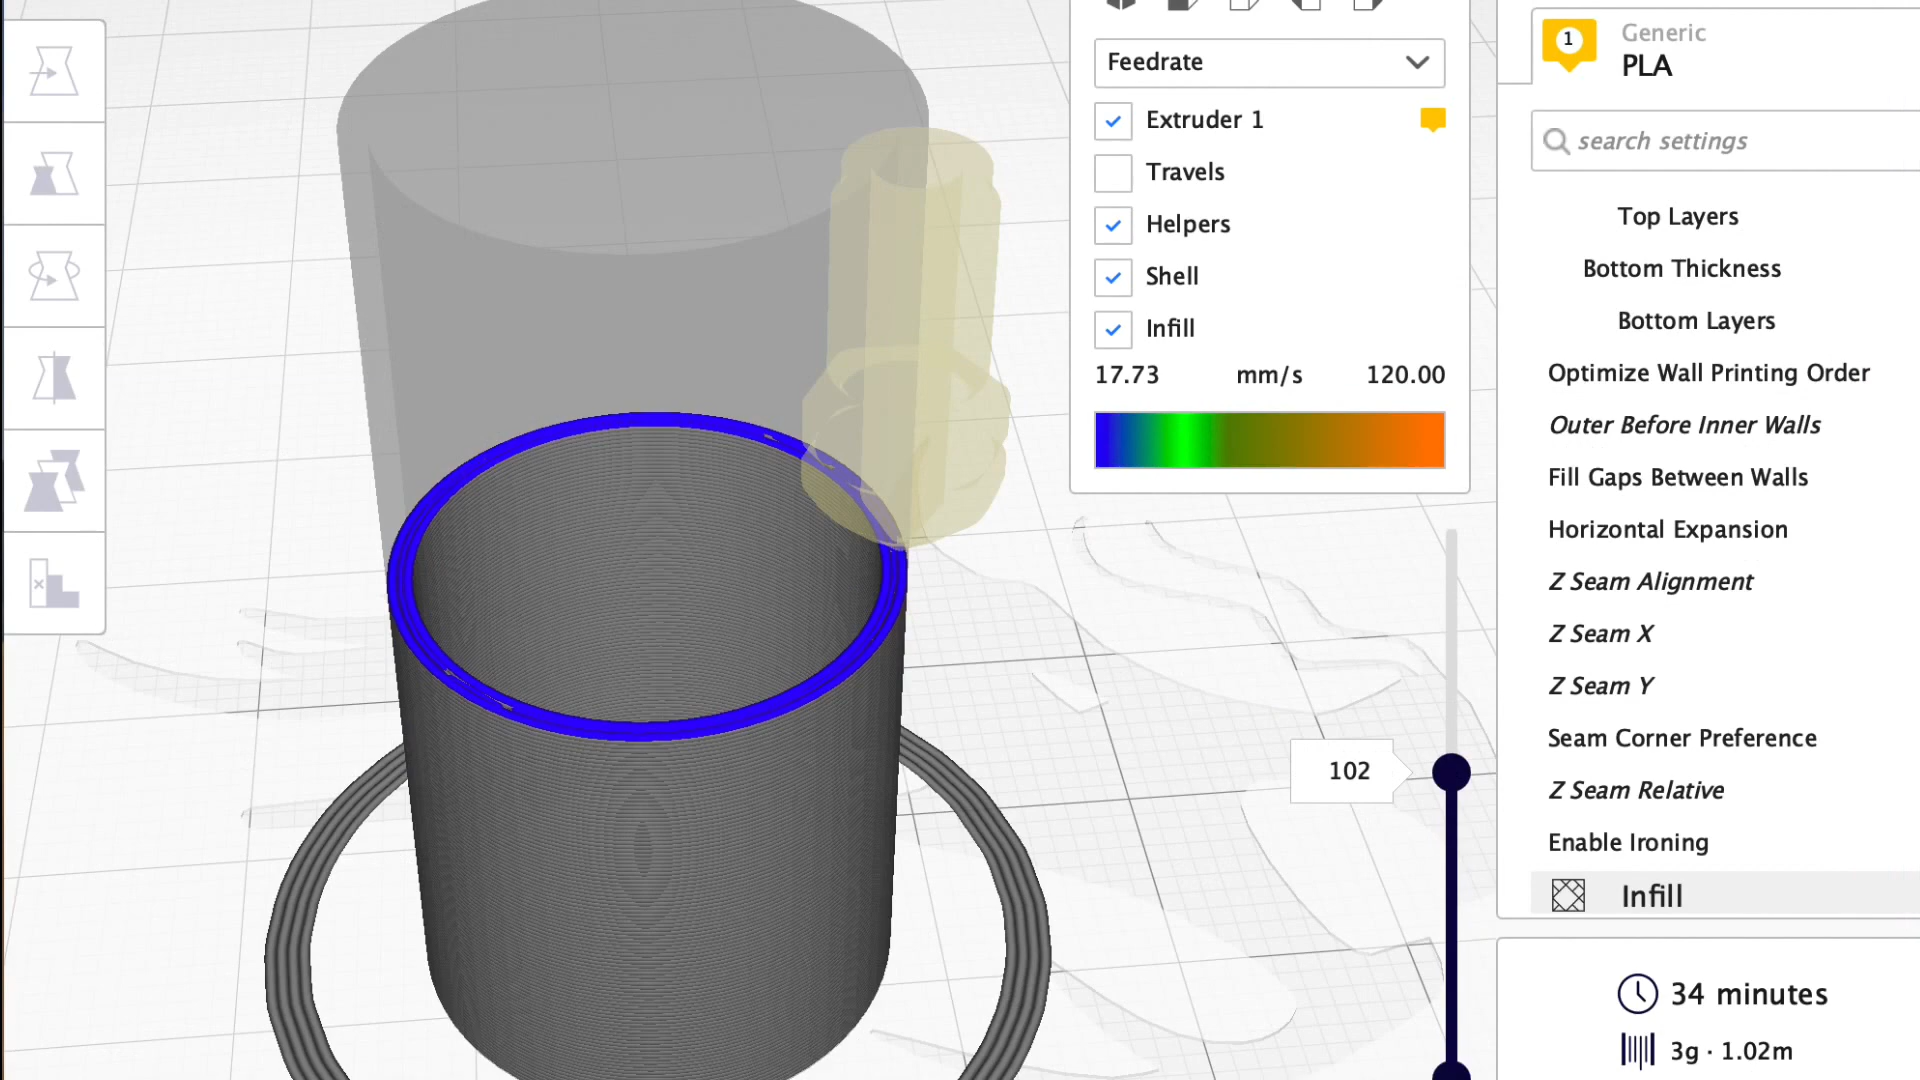 Feedrate
Extruder 1
Travels
Helpers
Shell
Infill
17.73 mm/s 120.00
102
1
Generic
PLA
search settings
Top Layers
Bottom Thickness
Bottom Layers
Optimize Wall Printing Order
Outer Before Inner Walls
Fill Gaps Between Walls
Horizontal Expansion
Z Seam Alignment
Z Seam X
Z Seam Y
Seam Corner Preference
Z Seam Relative
Enable Ironing
Infill
34 minutes
3g · 1.02m